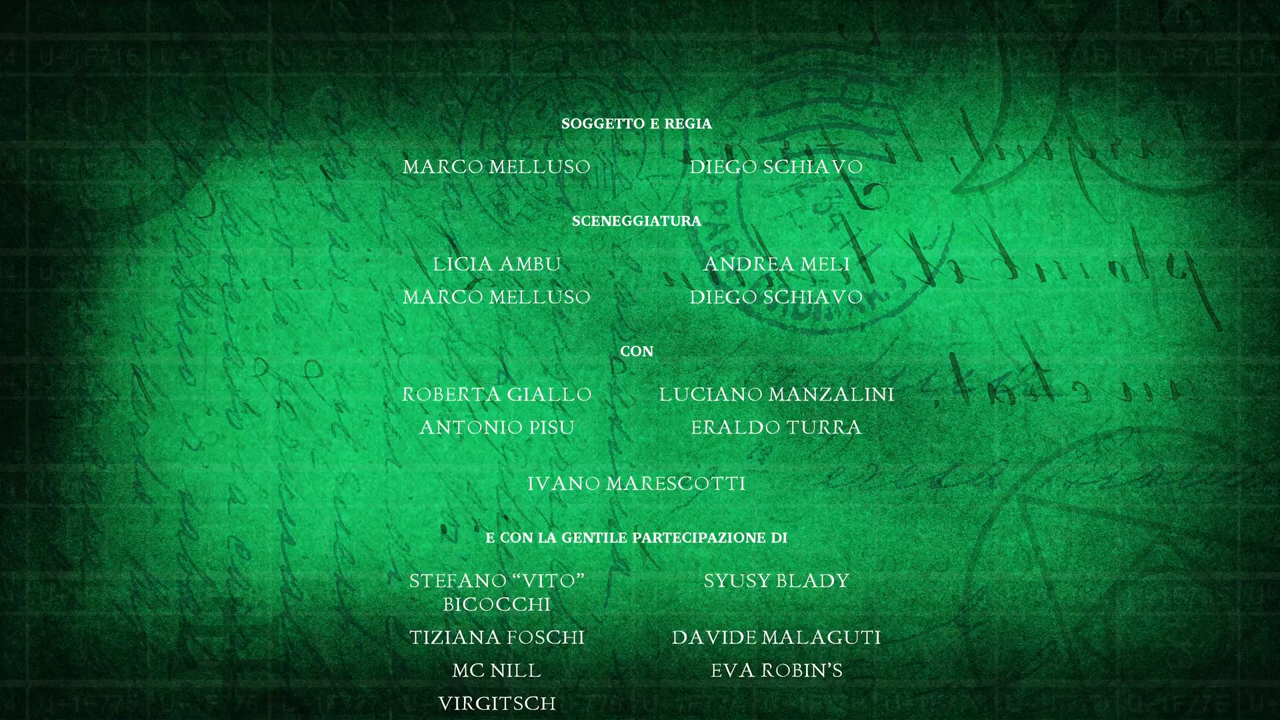 SOGGETTO E REGIA
MARCO MELLUSO DIEGO SCHIAVO
SCENEGGIATURA
LICIA AMBU ANDREA MELI
MARCO MELLUSO DIEGO SCHIAVO
CON
ROBERTA GIALLO LUCIANO MANZALINI
ANTONIO PISU ERALDO TURRA
IVANO MARESCOTTI
E CON LA GENTILE PARTECIPAZIONE DI
STEFANO “VITO” SYUSY BLADY
BICOCCHI
TIZIANA FOSCHI DAVIDE MALAGUTI
MC NILL EVA ROBIN’S
VIRGITSCH